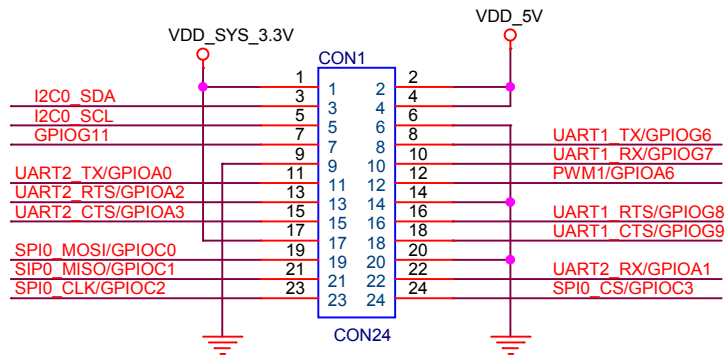 VDD_5V
VDD_SYS_3.3V
CON1
1 1 2 2
I2C0_SDA 3 3 4 4
I2C0_SCL 5 5 6 6
GPIOG11 7 7 8 8 UART1_TX/GPIOG6
9 9 10 10 UART1_RX/GPIOG7
UART2_TX/GPIOA0 11 11 12 12 PWM1/GPIOA6
UART2_RTS/GPIOA2 13 13 14 14
UART2_CTS/GPIOA3 15 15 16 16 UART1_RTS/GPIOG8
17 17 18 18 UART1_CTS/GPIOG9
SPI0_MOSI/GPIOC0 19 19 20 20
SIP0_MISO/GPIOC1 21 21 22 22 UART2_RX/GPIOA1
SPI0_CLK/GPIOC2 23 23 24 24 SPI0_CS/GPIOC3
CON24